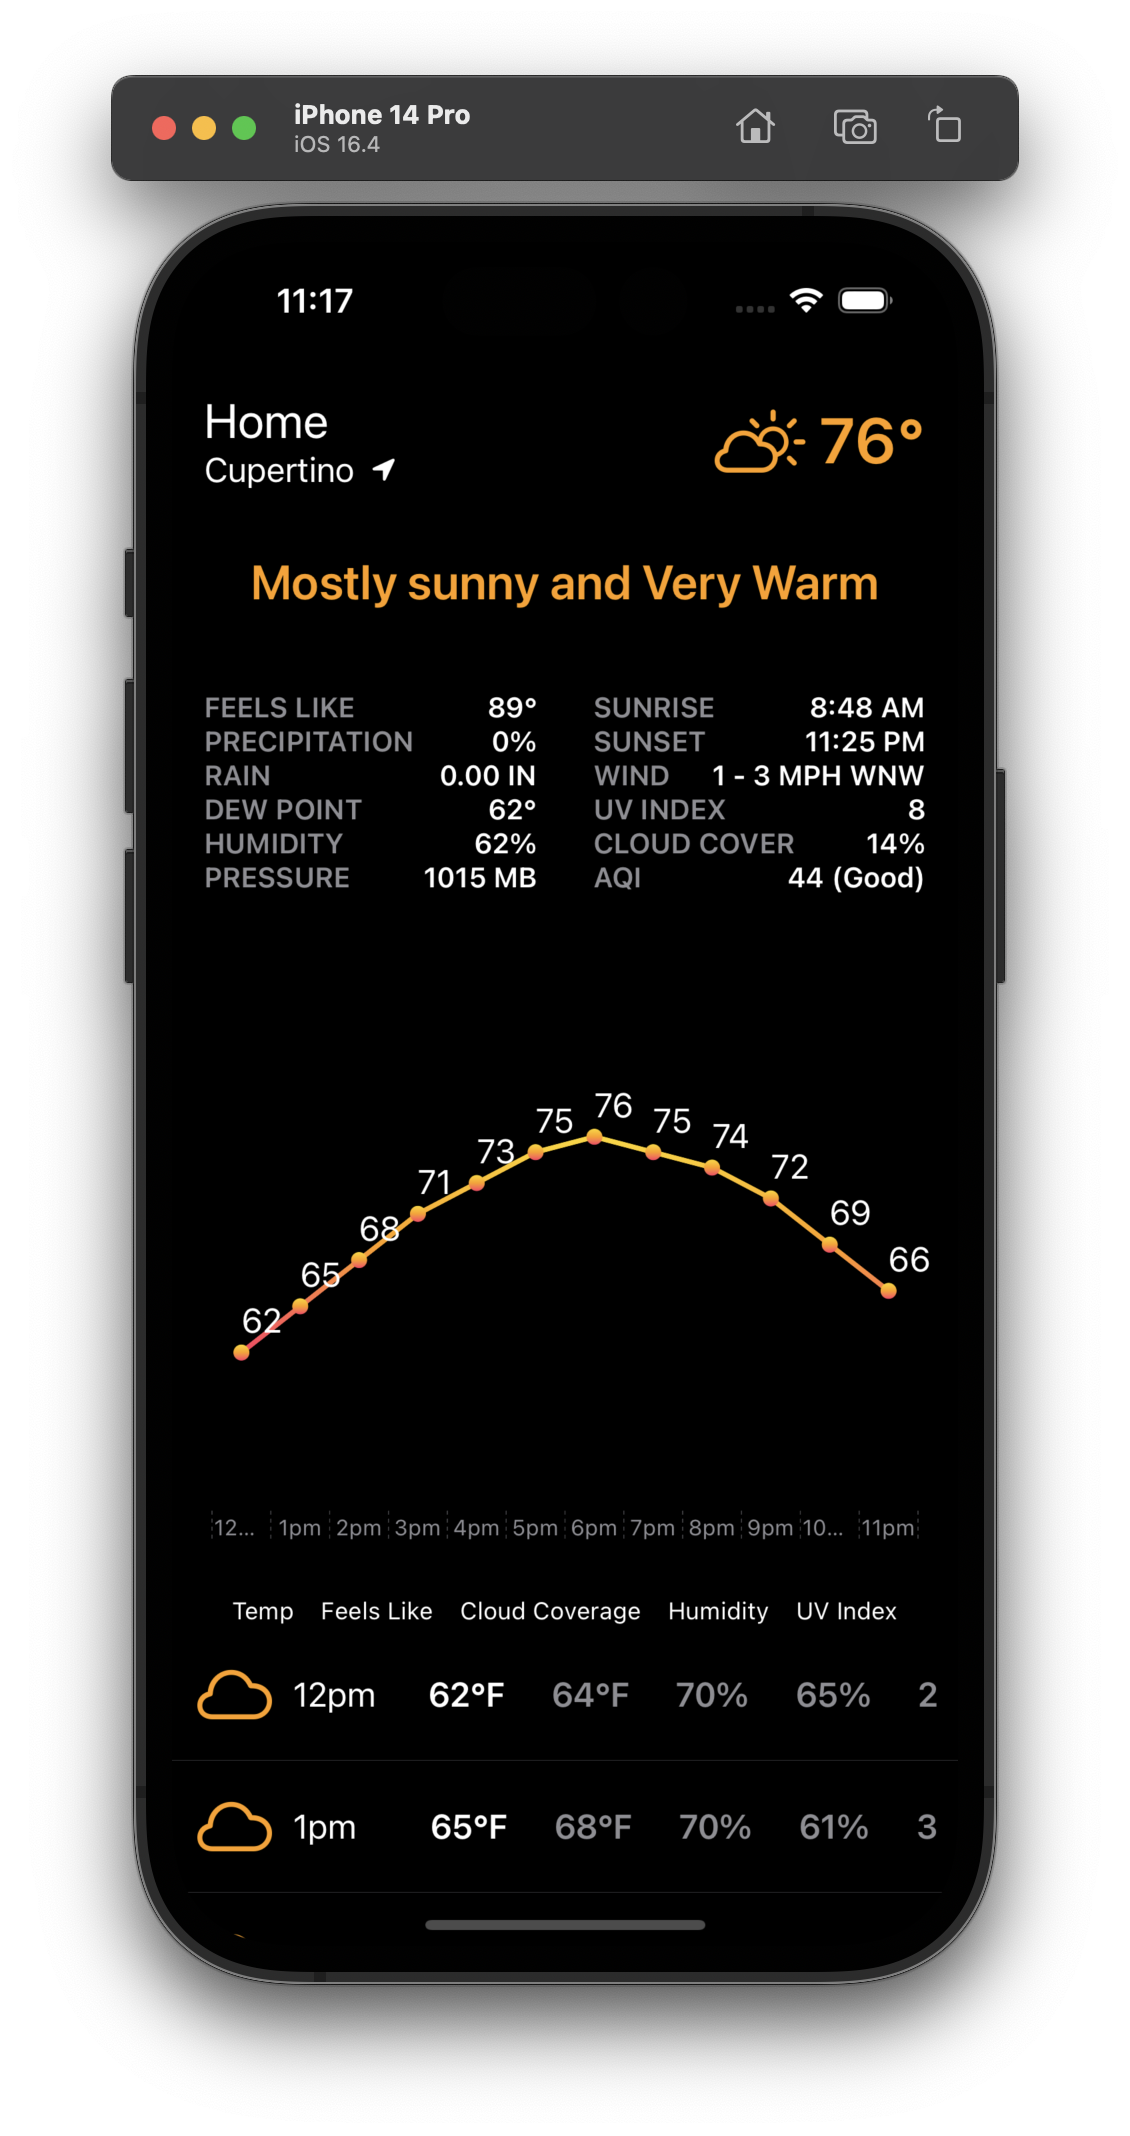 iPhone 14 Pro
iOS 16.4
11:17
Home
76°
Cupertino
Mostly sunny and Very Warm
FEELS LIKE 89° SUNRISE 8:48 AM
PRECIPITATION 0% SUNSET 11:25 PM
RAIN 0.00 IN WIND 1 - 3 MPH WNW
DEW POINT 62° UV INDEX 8
HUMIDITY 62% CLOUD COVER 14%
PRESSURE 1015 MB AQI 44 (Good)
62 65 68 71 73 75 76 75 74 72 69 66
12... 1pm 2pm 3pm 4pm 5pm 6pm 7pm 8pm 9pm 10... 11pm
Temp Feels Like Cloud Coverage Humidity UV Index
12pm 62°F 64°F 70% 65% 2
1pm 65°F 68°F 70% 61% 3